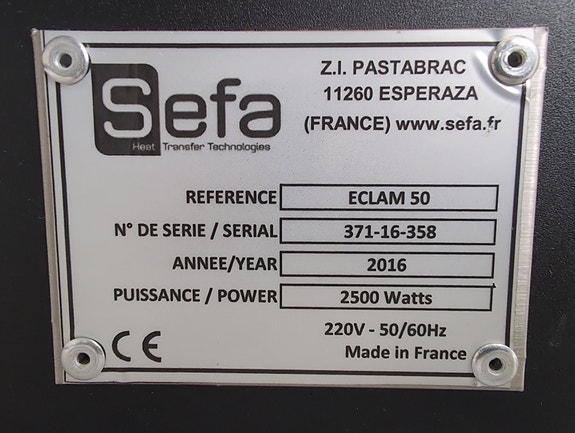 Sefa
Heat Transfer Technologies
Z.I. PASTABRAC
11260 ESPERAZA
(FRANCE) www.sefa.fr
REFERENCE ECLAM 50
N° DE SERIE / SERIAL 371-16-358
ANNEE/YEAR 2016
PUISSANCE / POWER 2500 Watts
220V - 50/60Hz
CE Made in France